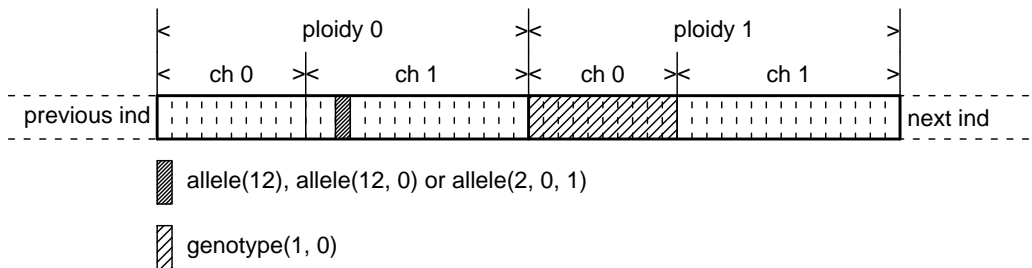 < ploidy 0 > < ploidy 1 >
< ch 0 > < ch 1 > < ch 0 > < ch 1 >
previous ind next ind
allele(12), allele(12, 0) or allele(2, 0, 1)
genotype(1, 0)